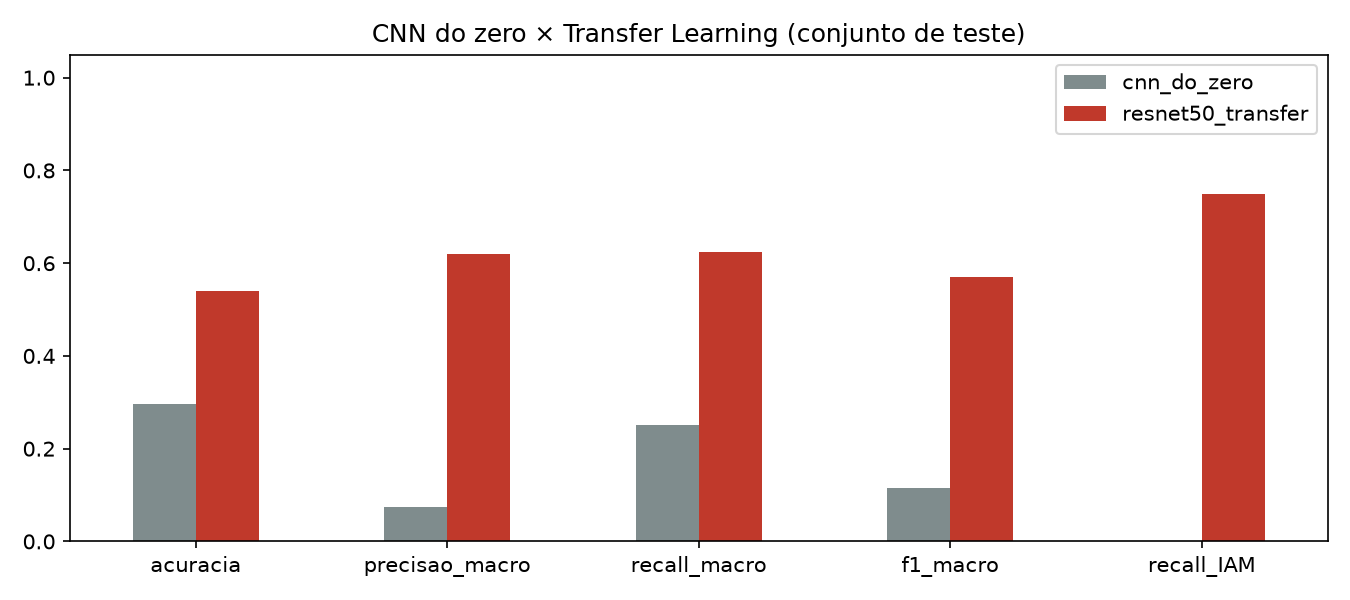 CNN do zero × Transfer Learning (conjunto de teste)
cnn_do_zero
resnet50_transfer
1.0
0.8
0.6
0.4
0.2
0.0
acuracia
precisao_macro
recall_macro
f1_macro
recall_IAM